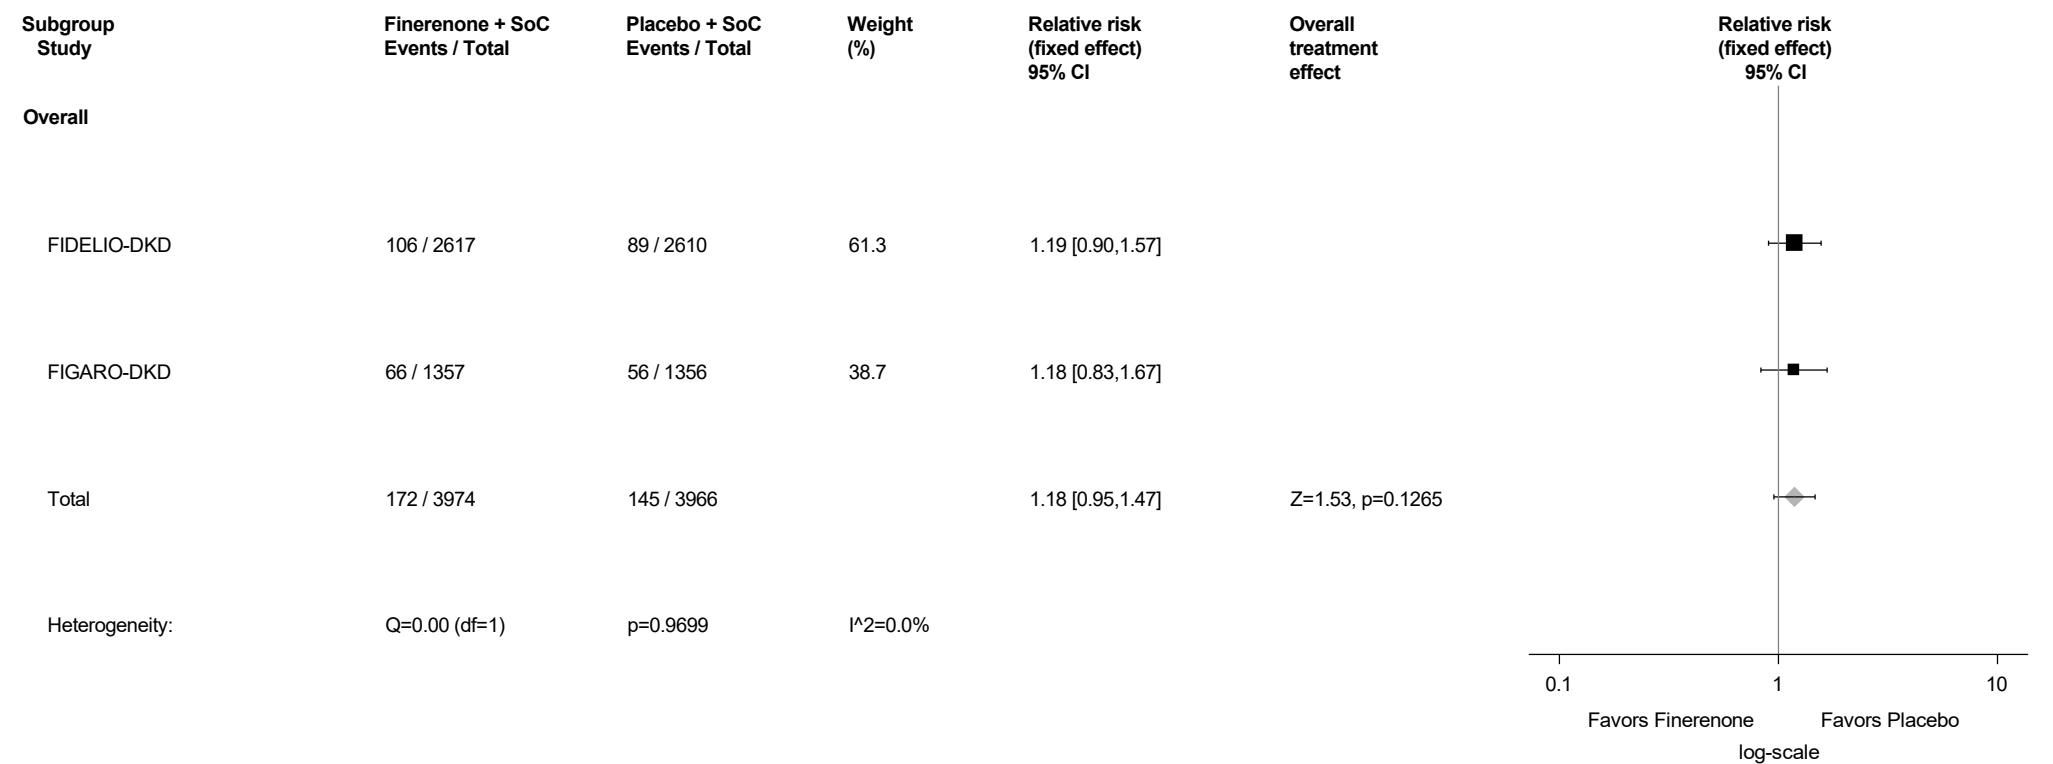 Subgroup Finerenone + SoC Placebo + SoC Weight Relative risk Overall Relative risk
Study Events / Total Events / Total (%) (fixed effect) treatment (fixed effect)
95% CI effect 95% CI
Overall
FIDELIO-DKD 106 / 2617 89 / 2610 61.3 1.19 [0.90,1.57]
FIGARO-DKD 66 / 1357 56 / 1356 38.7 1.18 [0.83,1.67]
Total 172 / 3974 145 / 3966 1.18 [0.95,1.47] Z=1.53, p=0.1265
Heterogeneity: Q=0.00 (df=1) p=0.9699 I^2=0.0%
0.1 1 10
Favors Finerenone Favors Placebo
log-scale